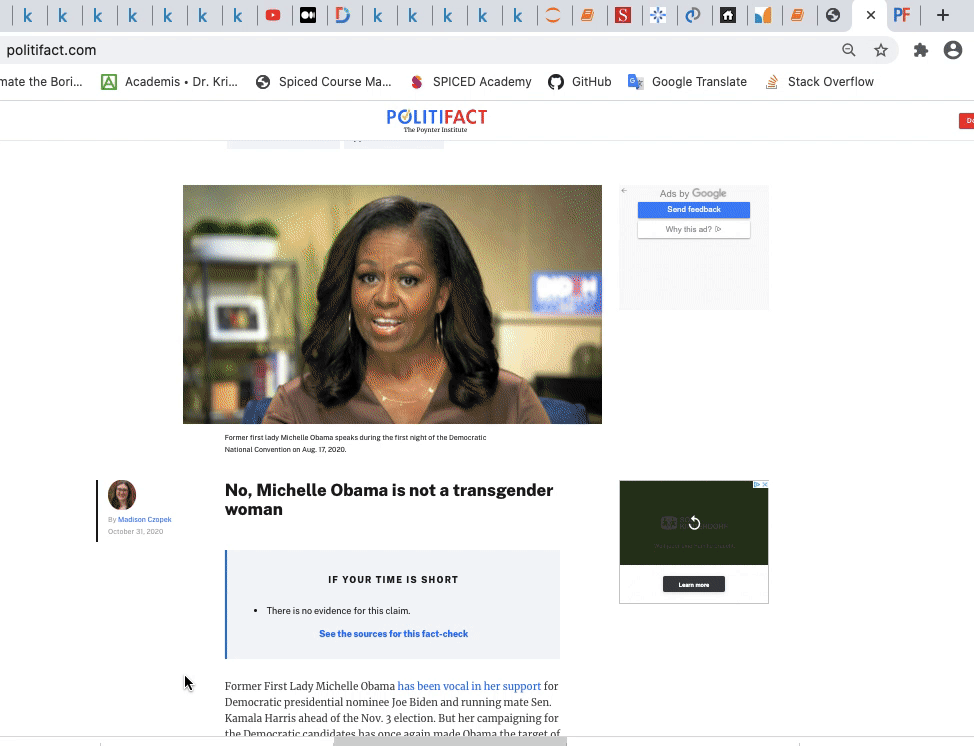 politifact.com
mate the Bori...
Academis • Dr. Kri...
Spiced Course Ma...
SPICED Academy
GitHub
Google Translate
Stack Overflow
POLITIFACT
The Poynter Institute
Ads by Google
Send feedback
Why this ad?
Former first lady Michelle Obama speaks during the first night of the Democratic
National Convention on Aug. 17, 2020.
By Madison Czopek
October 31, 2020
No, Michelle Obama is not a transgender
woman
IF YOUR TIME IS SHORT
• There is no evidence for this claim.
See the sources for this fact-check
Learn more
Former First Lady Michelle Obama has been vocal in her support for
Democratic presidential nominee Joe Biden and running mate Sen.
Kamala Harris ahead of the Nov. 3 election. But her campaigning for
the Democratic candidates has once again made Obama the target of